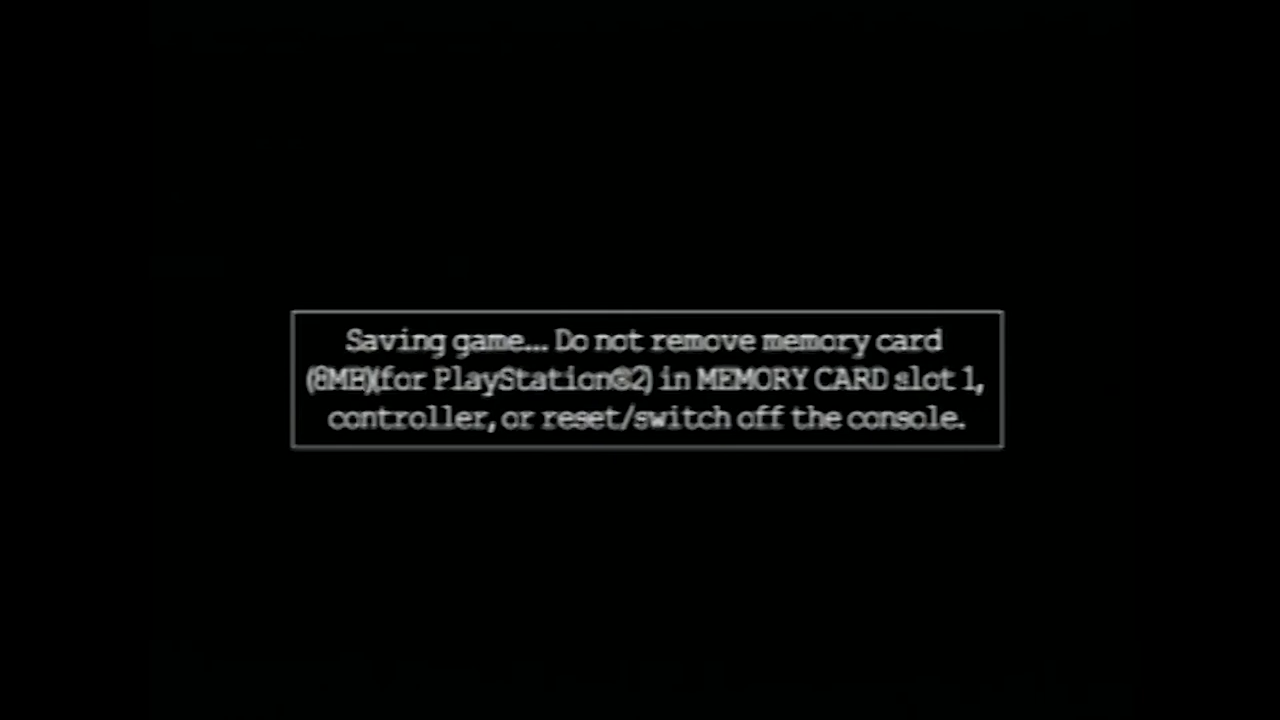 Saving game... Do not remove memory card
(8MB)(for PlayStation®2) in MEMORY CARD slot 1,
controller, or reset/switch off the console.